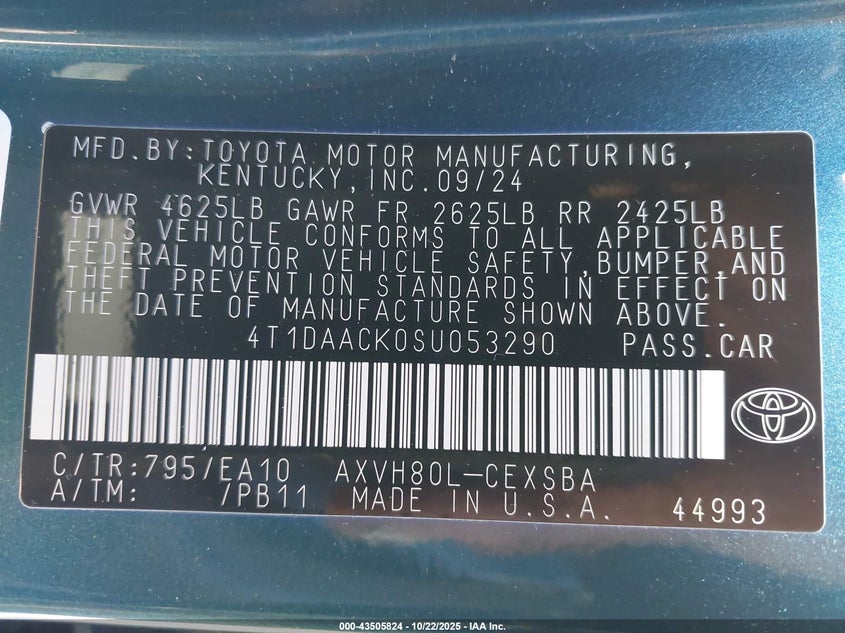 MFD.BY:TOYOTA MOTOR MANUFACTURING,
KENTUCKY,INC.09/24
GVWR 4625LB GAWR FR 2625LB RR 2425LB
THIS VEHICLE CONFORMS TO ALL APPLICABLE
FEDERAL MOTOR VEHICLE SAFETY,BUMPER,AND
THEFT PREVENTION STANDARDS IN EFFECT ON
THE DATE OF MANUFACTURE SHOWN ABOVE.
4T1DAACK0SU053290 PASS.CAR
C/TR:795/EA10 AXVH80L-CEXSBA
A/TM: /PB11 MADE IN U.S.A. 44993
000-43505824 - 10/22/2025 - IAA Inc.